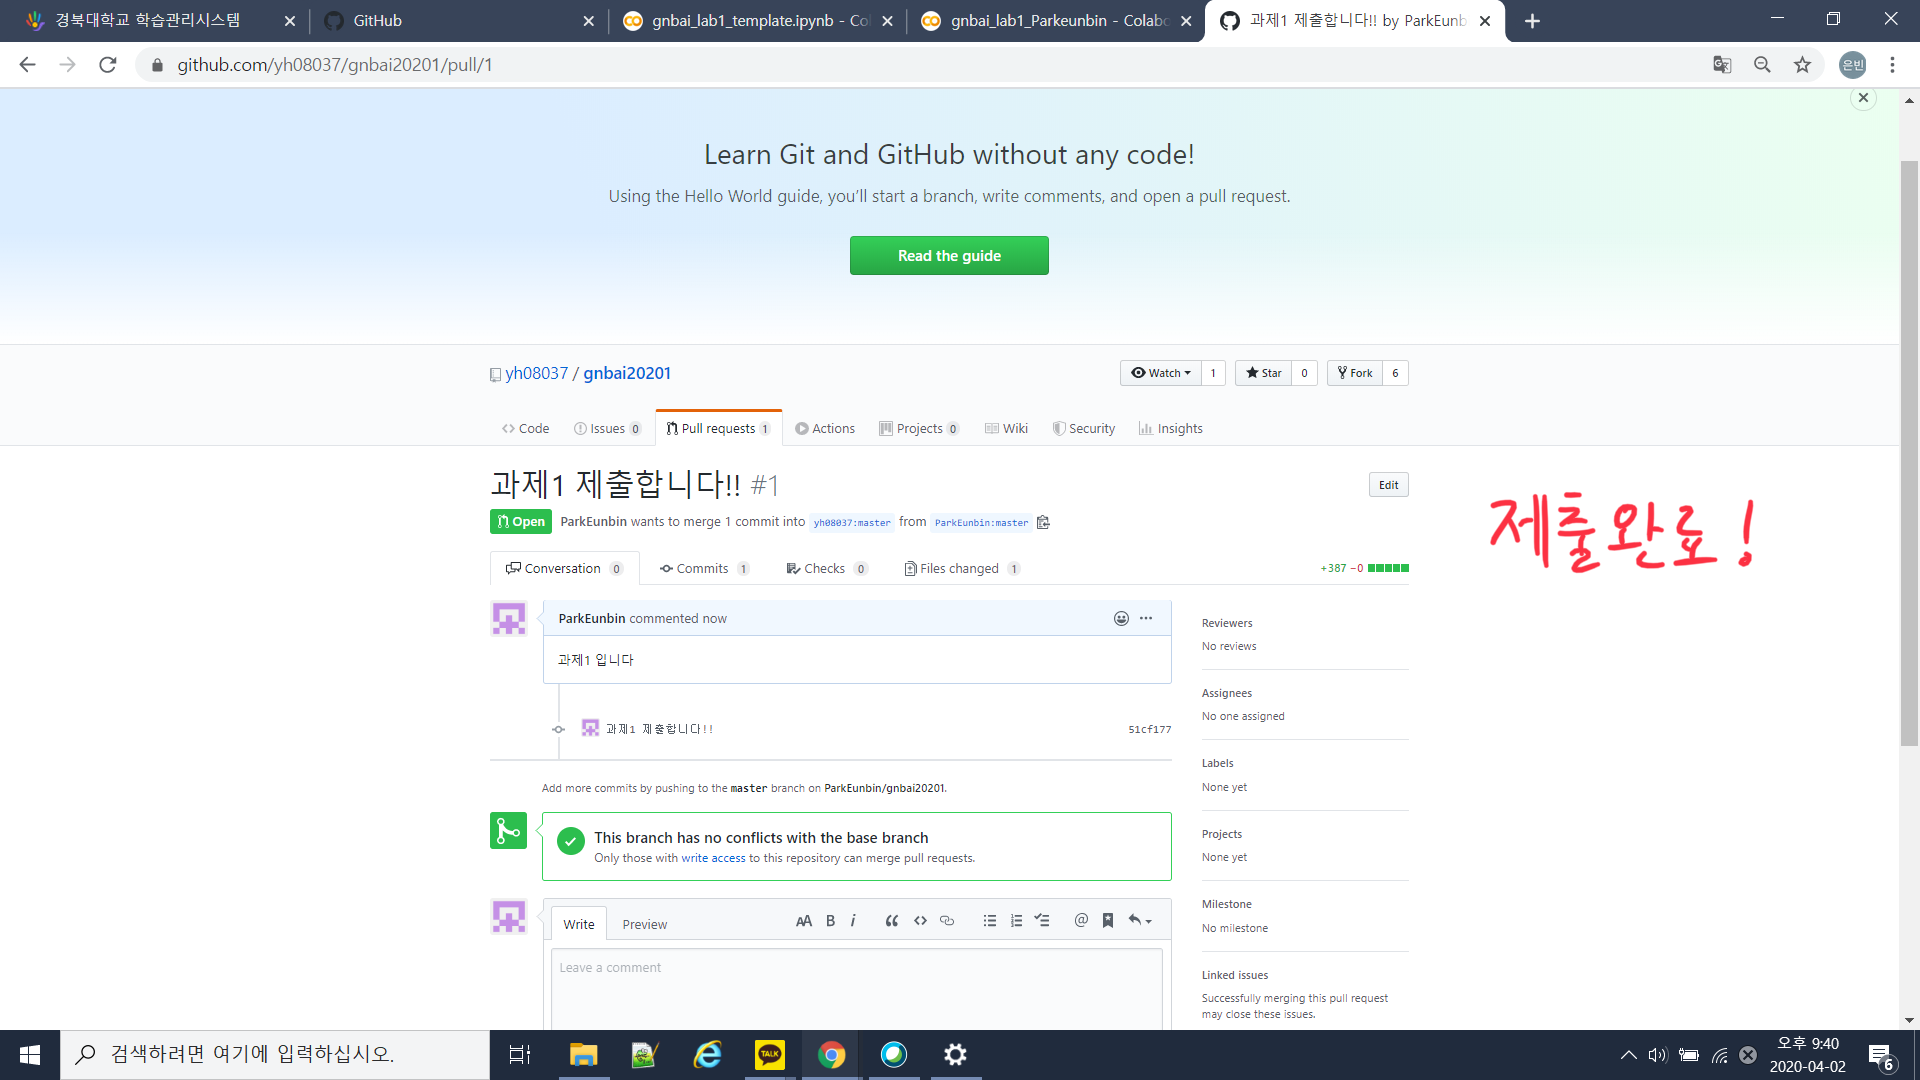 경북대학교 학습관리시스템
GitHub
gnbai_lab1_template.ipynb - Co
gnbai_lab1_Parkeunbin - Colabo
과제1 제출합니다!! by ParkEunb
github.com/yh08037/gnbai20201/pull/1
은빈
Learn Git and GitHub without any code!
Using the Hello World guide, you’ll start a branch, write comments, and open a pull request.
Read the guide
yh08037 / gnbai20201
Watch 1
Star 0
Fork 6
Code
Issues 0
Pull requests 1
Actions
Projects 0
Wiki
Security
Insights
과제1 제출합니다!! #1
Edit
제출완료!
Open ParkEunbin wants to merge 1 commit into yh08037:master from ParkEunbin:master
Conversation 0
Commits 1
Checks 0
Files changed 1
+387 −0
ParkEunbin commented now
과제1 입니다
과제1 제출합니다!! 51cf177
Add more commits by pushing to the master branch on ParkEunbin/gnbai20201.
This branch has no conflicts with the base branch
Only those with write access to this repository can merge pull requests.
Write
Preview
AA B i
Leave a comment
Reviewers
No reviews
Assignees
No one assigned
Labels
None yet
Projects
None yet
Milestone
No milestone
Linked issues
Successfully merging this pull request
may close these issues.
검색하려면 여기에 입력하십시오.
TALK
오후 9:40
2020-04-02
6